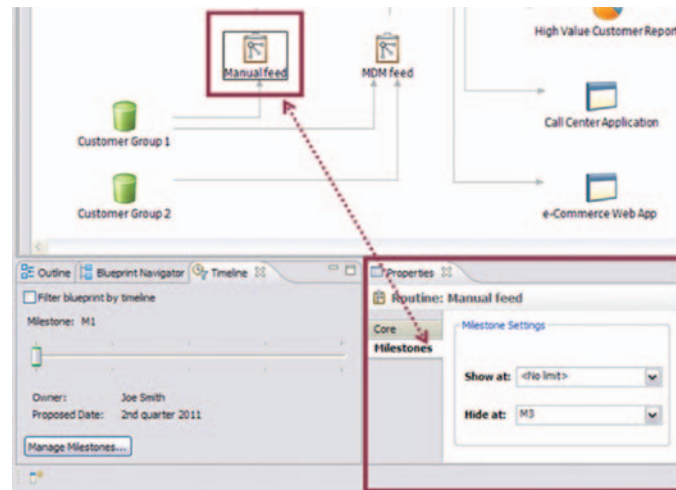 High Value Customer Report
Manual feed
MDM feed
Customer Group 1
Call Center Application
Customer Group 2
e-Commerce Web App
Outline
Blueprint Navigator
Timeline
Filter blueprint by timeline
Milestone: M1
Owner: Joe Smith
Proposed Date: 2nd quarter 2011
Manage Milestones...
Properties
Routine: Manual feed
Core
Milestones
Milestone Settings
Show at: <No limit>
Hide at: M3